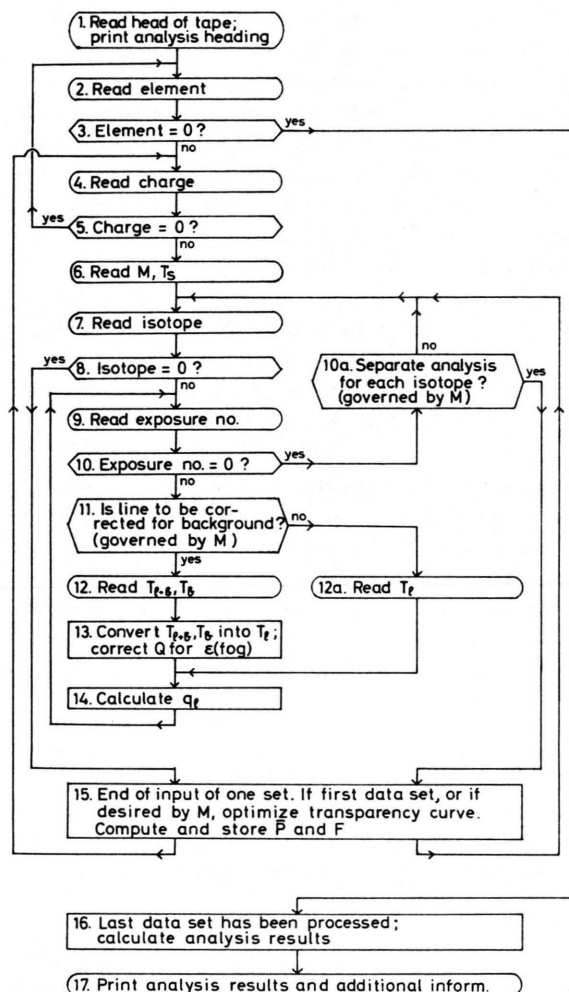 1. Read head of tape;
print analysis heading
2. Read element
3. Element = 0 ?
yes
no
4. Read charge
yes
5. Charge = 0 ?
no
6. Read M, Ts
7. Read isotope
yes
8. Isotope = 0 ?
no
no
10a. Separate analysis
for each isotope ?
(governed by M)
yes
9. Read exposure no.
10. Exposure no. = 0 ?
yes
no
11. Is line to be cor-
rected for background?
(governed by M)
no
yes
12. Read Tℓ+b, Tb
12a. Read Tℓ
13. Convert Tℓ+b, Tb into Tℓ;
correct Q for ε(fog)
14. Calculate qℓ
15. End of input of one set. If first data set, or if
desired by M, optimize transparency curve.
Compute and store P̄ and F
16. Last data set has been processed;
calculate analysis results
17. Print analysis results and additional inform.